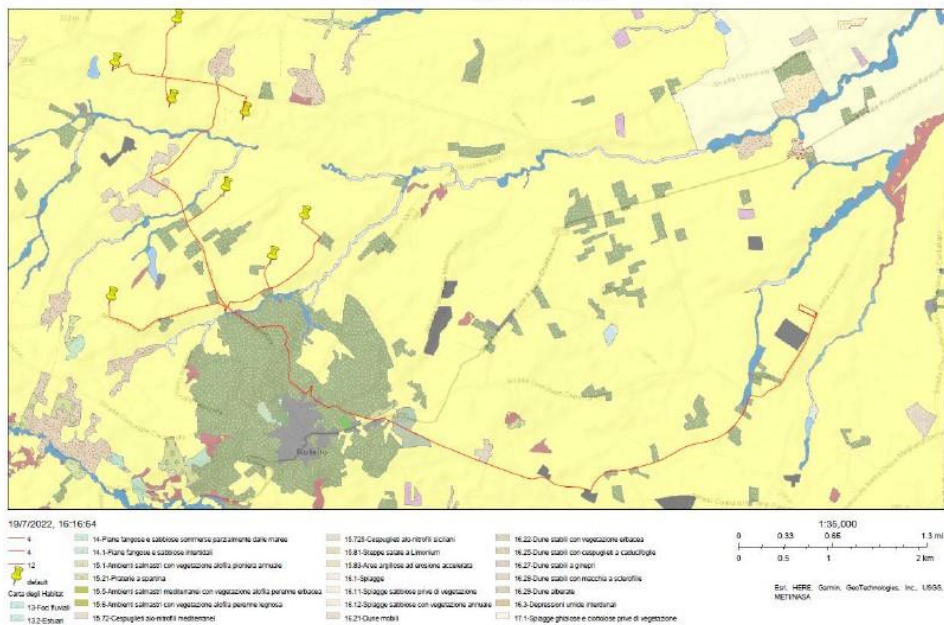 Rotello
19/7/2022, 16:16:54
4
4
12
default
Carta degli Habitat
13-Foci fluviali
13.2-Estuari
14-Piane fangose e sabbiose sommerse parzialmente dalle maree
14.1-Piane fangose e sabbiose intertidali
15.1-Ambienti salmastri con vegetazione alofila pioniera annuale
15.21-Praterie a spartina
15.5-Ambienti salmastri mediterranei con vegetazione alofila perenne erbacea
15.6-Ambienti salmastri con vegetazione alofila perenne legnosa
15.72-Cespuglieti alo-nitrofili mediterranei
15.725-Cespuglieti alo-nitrofili siciliani
15.81-Steppe salate a Limonium
15.83-Aree argillose ad erosione accelerata
16.1-Spiagge
16.11-Spiagge sabbiose prive di vegetazione
16.12-Spiagge sabbiose con vegetazione annuale
16.21-Dune mobili
16.22-Dune stabili con vegetazione erbacea
16.25-Dune stabili con cespuglieti a caducifoglie
16.27-Dune stabili a ginepri
16.28-Dune stabili con macchia a sclerofille
16.29-Dune alberate
16.3-Depressioni umide interdunali
17.1-Spiagge ghiaiose e ciottolose prive di vegetazione
1:35,000
0 0.33 0.65 1.3 mi
0 0.5 1 2 km
Esri, HERE, Garmin, GeoTechnologies, Inc., USGS,
METI/NASA